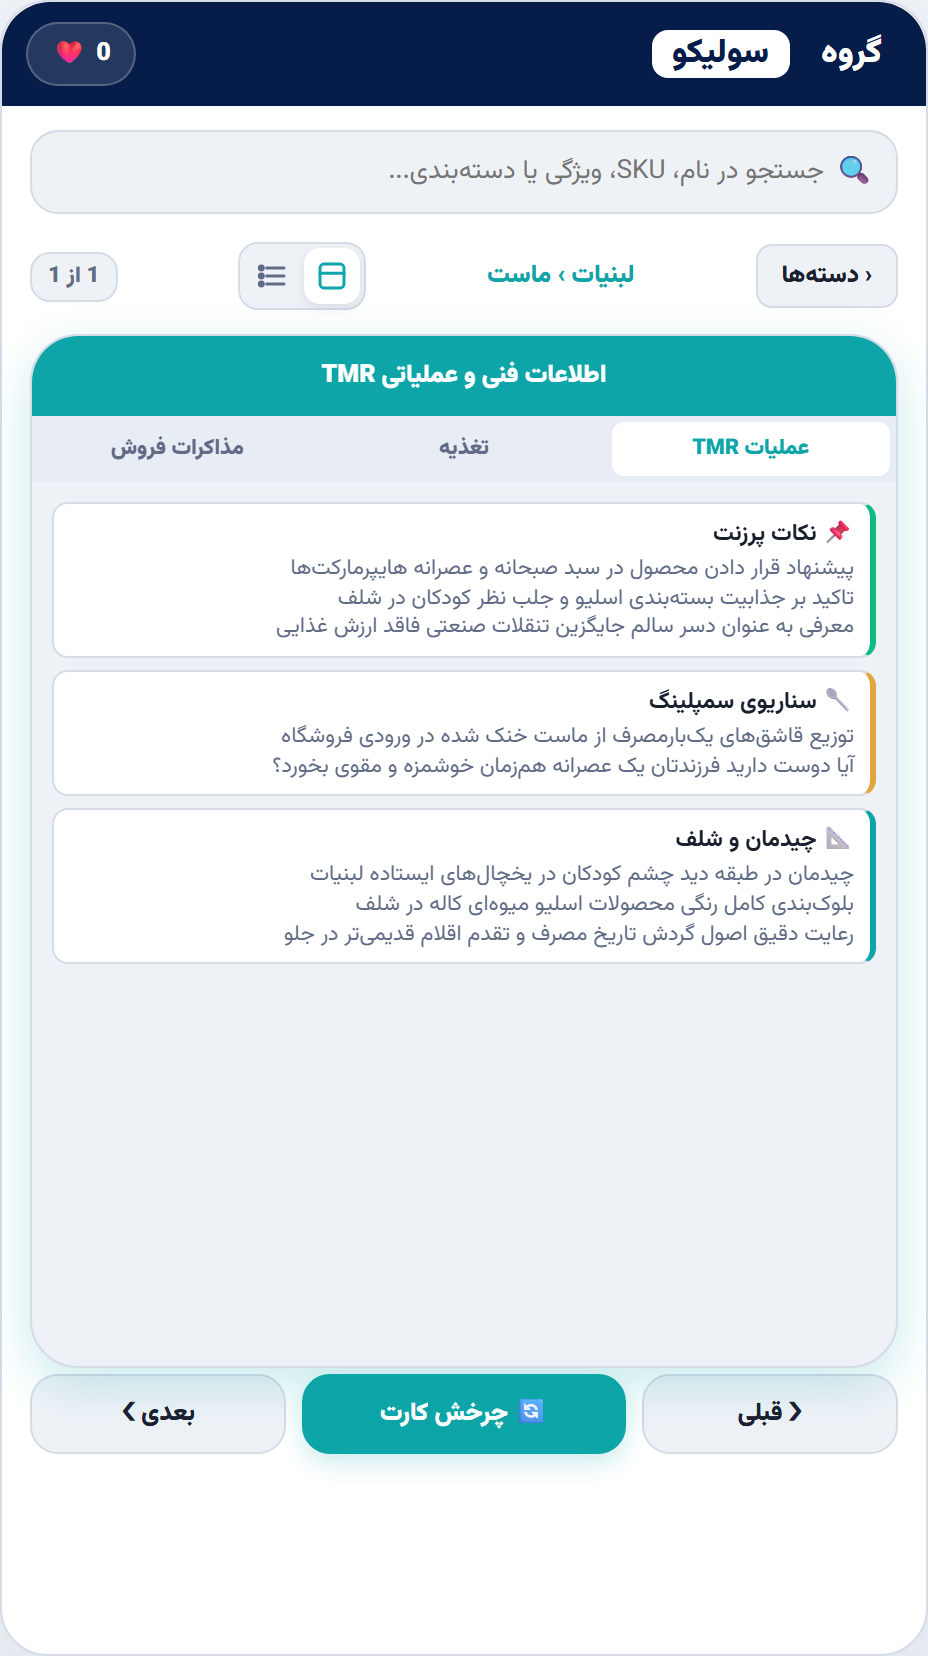 گروه سولیکو
0
جستجو در نام، SKU، ویژگی یا دسته‌بندی...
‹ دسته‌ها
لبنیات › ماست
1 از 1
اطلاعات فنی و عملیاتی TMR
عملیات TMR
تغذیه
مذاکرات فروش
نکات پرزنت
پیشنهاد قرار دادن محصول در سبد صبحانه و عصرانه هایپرمارکت‌ها
تاکید بر جذابیت بسته‌بندی اسلیو و جلب نظر کودکان در شلف
معرفی به عنوان دسر سالم جایگزین تنقلات صنعتی فاقد ارزش غذایی
سناریوی سمپلینگ
توزیع قاشق‌های یک‌بارمصرف از ماست خنک شده در ورودی فروشگاه
آیا دوست دارید فرزندتان یک عصرانه هم‌زمان خوشمزه و مقوی بخورد؟
چیدمان و شلف
چیدمان در طبقه دید چشم کودکان در یخچال‌های ایستاده لبنیات
بلوک‌بندی کامل رنگی محصولات اسلیو میوه‌ای کاله در شلف
رعایت دقیق اصول گردش تاریخ مصرف و تقدم اقلام قدیمی‌تر در جلو
❮ قبلی
چرخش کارت
بعدی ❯